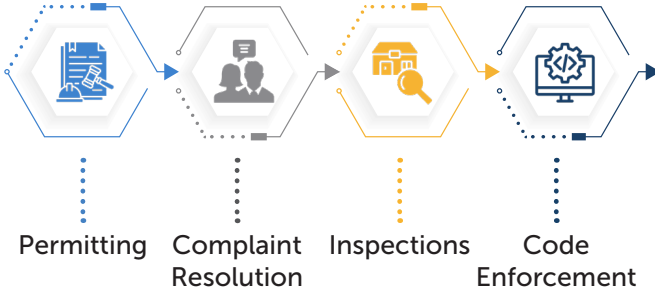 Permitting
Complaint
Resolution
Inspections
Code
Enforcement